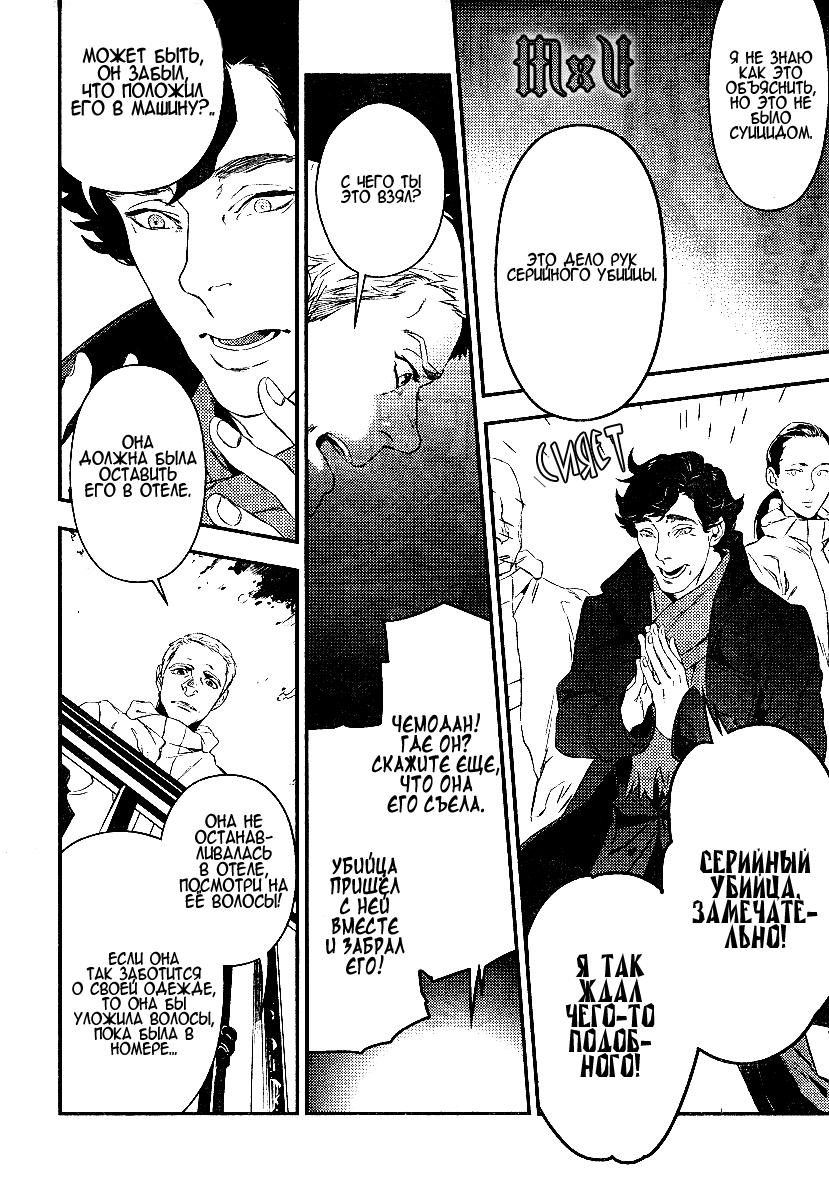 Я НЕ ЗНАЮ
КАК ЭТО
ОБЪЯСНИТЬ,
НО ЭТО НЕ
БЫЛО
СУИЦИДОМ.
MxV
ЭТО ДЕЛО РУК
СЕРИЙНОГО УБИЙЦЫ.
СИЯЕТ
СЕРИЙНЫЙ
УБИЙЦА.
ЗАМЕЧАТЕ-
ЛЬНО!
Я ТАК
ЖДАЛ
ЧЕГО-ТО
ПОДОБ-
НОГО!
С ЧЕГО ТЫ
ЭТО ВЗЯЛ?
ЧЕМОДАН!
ГДЕ ОН?
СКАЖИТЕ ЕЩЕ,
ЧТО ОНА
ЕГО СЪЕЛА.
УБИЙЦА
ПРИШЁЛ
С НЕЙ
ВМЕСТЕ
И ЗАБРАЛ
ЕГО!
МОЖЕТ БЫТЬ,
ОН ЗАБЫЛ,
ЧТО ПОЛОЖИЛ
ЕГО В МАШИНУ?..
ОНА
ДОЛЖНА БЫЛА
ОСТАВИТЬ
ЕГО В ОТЕЛЕ.
ОНА НЕ
ОСТАНАВ-
ЛИВАЛАСЬ
В ОТЕЛЕ,
ПОСМОТРИ НА
ЕЁ ВОЛОСЫ!
ЕСЛИ ОНА
ТАК ЗАБОТИТСЯ
О СВОЕЙ ОДЕЖДЕ,
ТО ОНА БЫ
УЛОЖИЛА ВОЛОСЫ,
ПОКА БЫЛА В
НОМЕРЕ...